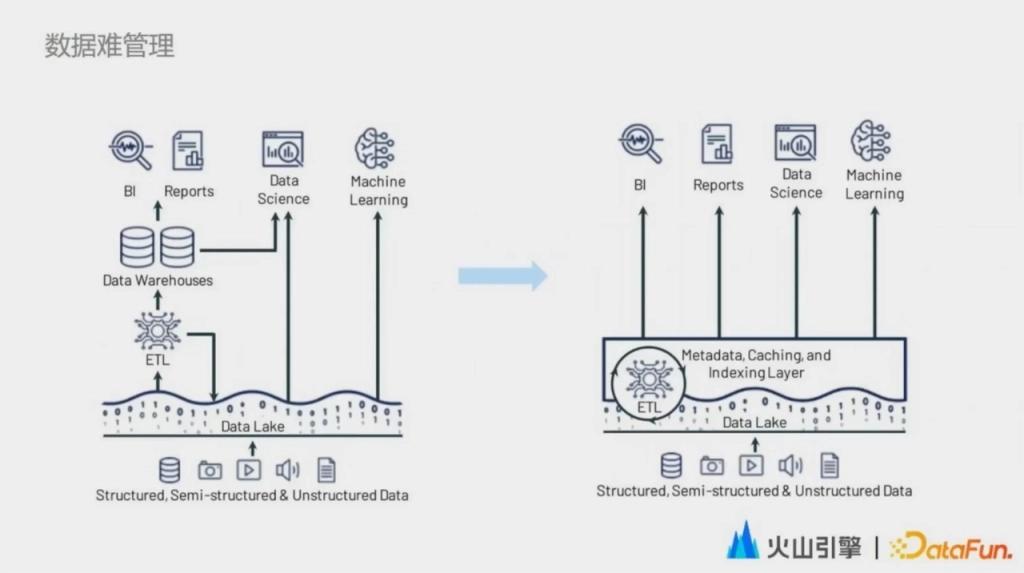 数据难管理
BI
Reports
Data
Science
Machine
Learning
Data Warehouses
ETL
Data Lake
Structured, Semi-structured & Unstructured Data
BI
Reports
Data
Science
Machine
Learning
Metadata, Caching, and
Indexing Layer
ETL
Data Lake
Structured, Semi-structured & Unstructured Data
火山引擎 | DataFun.